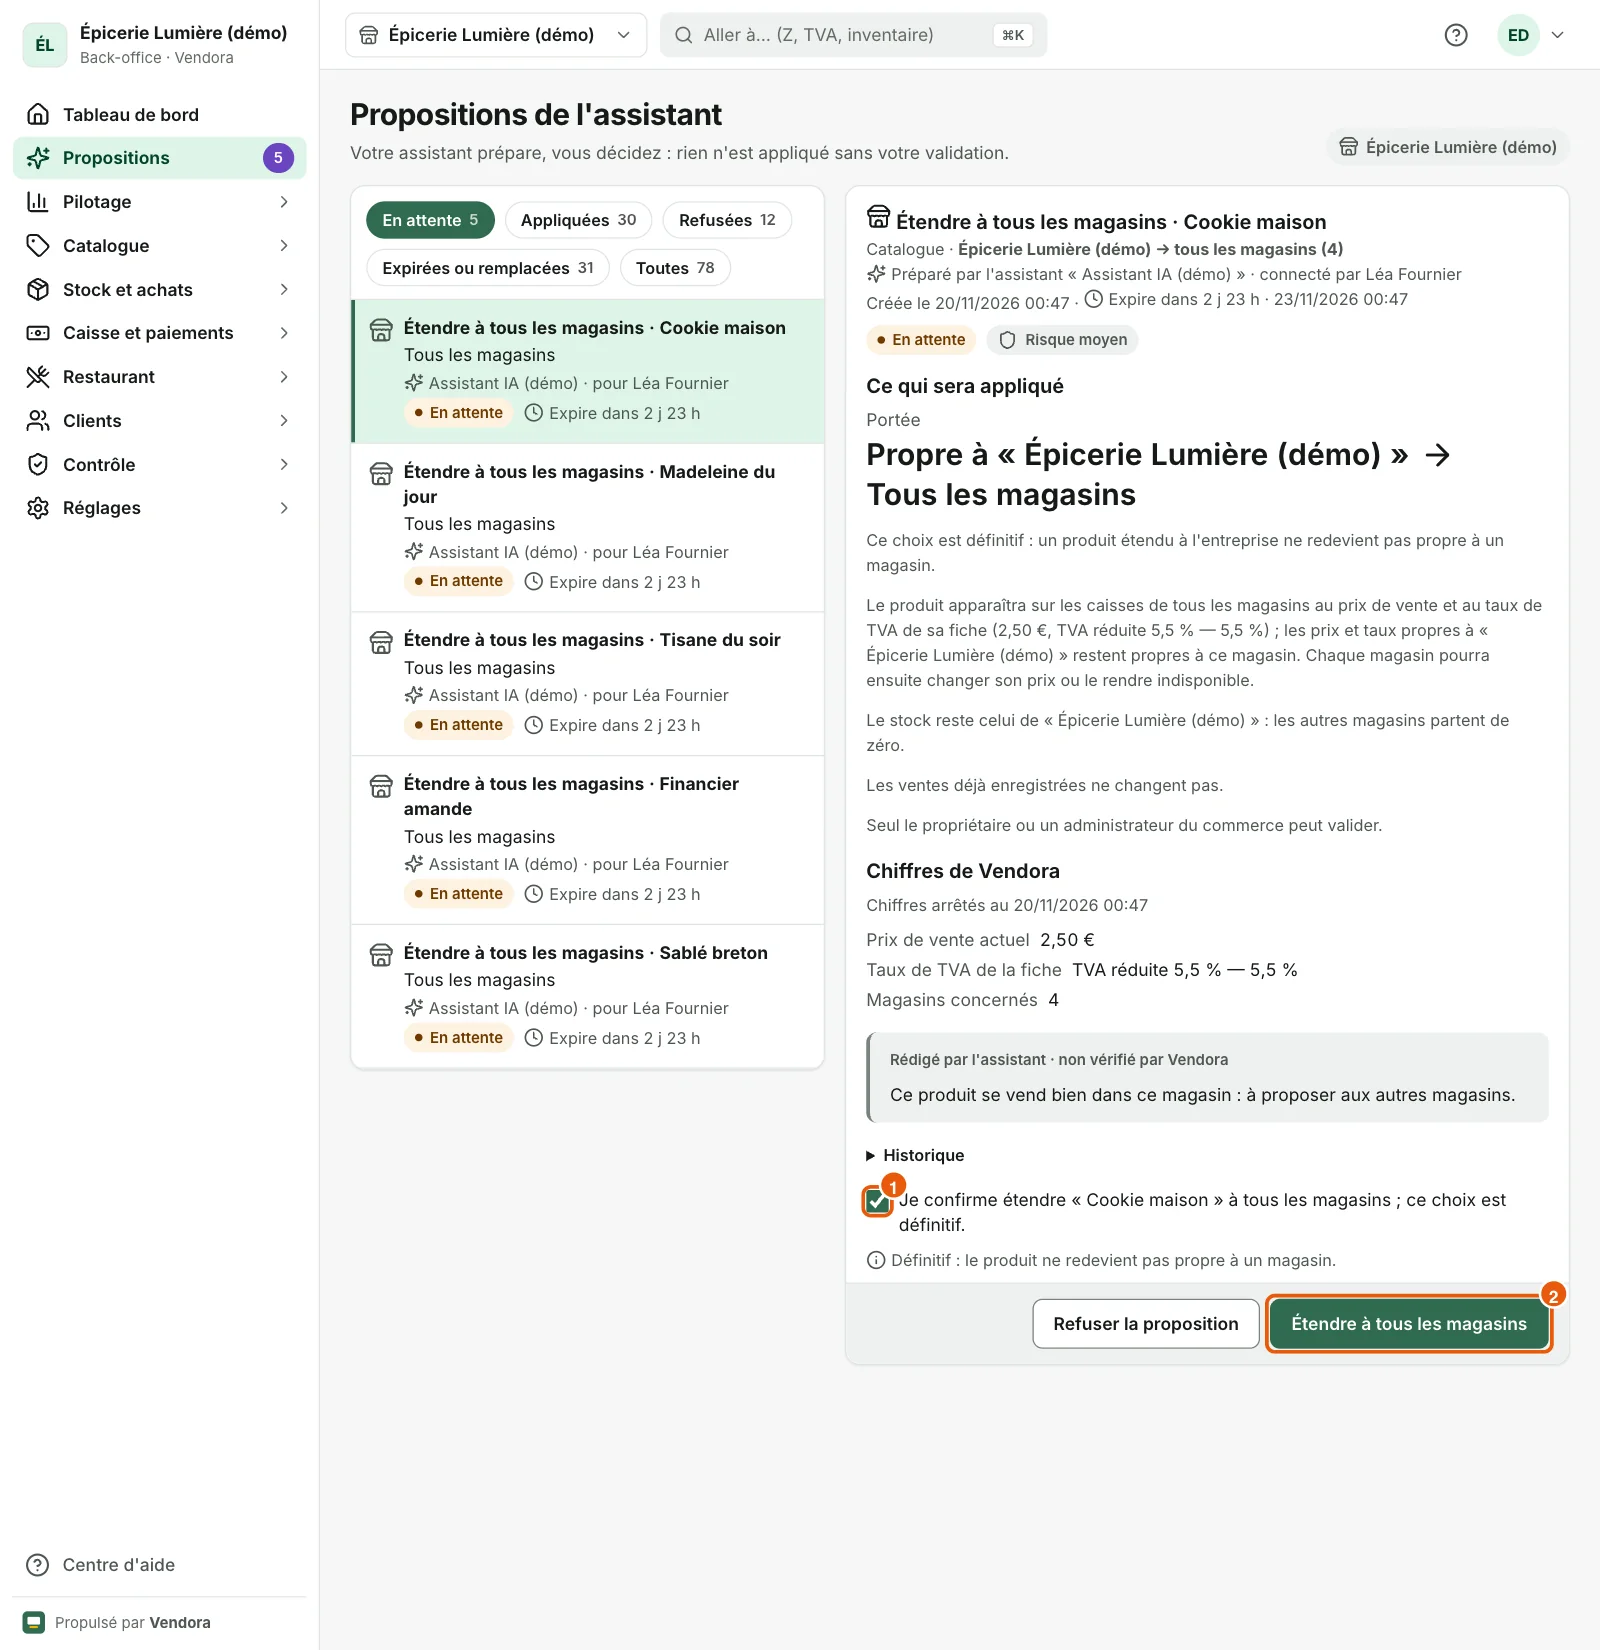 ÉL
Épicerie Lumière (démo)
Back-office · Vendora
Tableau de bord
Propositions 5
Pilotage
Catalogue
Stock et achats
Caisse et paiements
Restaurant
Clients
Contrôle
Réglages
Centre d'aide
Propulsé par Vendora
Épicerie Lumière (démo)
Aller à... (Z, TVA, inventaire) ⌘K
ED
Propositions de l'assistant
Votre assistant prépare, vous décidez : rien n'est appliqué sans votre validation.
Épicerie Lumière (démo)
En attente 5
Appliquées 30
Refusées 12
Expirées ou remplacées 31
Toutes 78
Étendre à tous les magasins · Cookie maison
Tous les magasins
Assistant IA (démo) · pour Léa Fournier
En attente
Expire dans 2 j 23 h
Étendre à tous les magasins · Madeleine du
jour
Tous les magasins
Assistant IA (démo) · pour Léa Fournier
En attente
Expire dans 2 j 23 h
Étendre à tous les magasins · Tisane du soir
Tous les magasins
Assistant IA (démo) · pour Léa Fournier
En attente
Expire dans 2 j 23 h
Étendre à tous les magasins · Financier
amande
Tous les magasins
Assistant IA (démo) · pour Léa Fournier
En attente
Expire dans 2 j 23 h
Étendre à tous les magasins · Sablé breton
Tous les magasins
Assistant IA (démo) · pour Léa Fournier
En attente
Expire dans 2 j 23 h
Étendre à tous les magasins · Cookie maison
Catalogue · Épicerie Lumière (démo) → tous les magasins (4)
Préparé par l'assistant « Assistant IA (démo) » · connecté par Léa Fournier
Créée le 20/11/2026 00:47 · Expire dans 2 j 23 h · 23/11/2026 00:47
En attente
Risque moyen
Ce qui sera appliqué
Portée
Propre à « Épicerie Lumière (démo) » →
Tous les magasins
Ce choix est définitif : un produit étendu à l'entreprise ne redevient pas propre à un
magasin.
Le produit apparaîtra sur les caisses de tous les magasins au prix de vente et au taux de
TVA de sa fiche (2,50 €, TVA réduite 5,5 % — 5,5 %) ; les prix et taux propres à «
Épicerie Lumière (démo) » restent propres à ce magasin. Chaque magasin pourra
ensuite changer son prix ou le rendre indisponible.
Le stock reste celui de « Épicerie Lumière (démo) » : les autres magasins partent de
zéro.
Les ventes déjà enregistrées ne changent pas.
Seul le propriétaire ou un administrateur du commerce peut valider.
Chiffres de Vendora
Chiffres arrêtés au 20/11/2026 00:47
Prix de vente actuel 2,50 €
Taux de TVA de la fiche TVA réduite 5,5 % — 5,5 %
Magasins concernés 4
Rédigé par l'assistant · non vérifié par Vendora
Ce produit se vend bien dans ce magasin : à proposer aux autres magasins.
Historique
1
Je confirme étendre « Cookie maison » à tous les magasins ; ce choix est
définitif.
Définitif : le produit ne redevient pas propre à un magasin.
Refuser la proposition
Étendre à tous les magasins
2